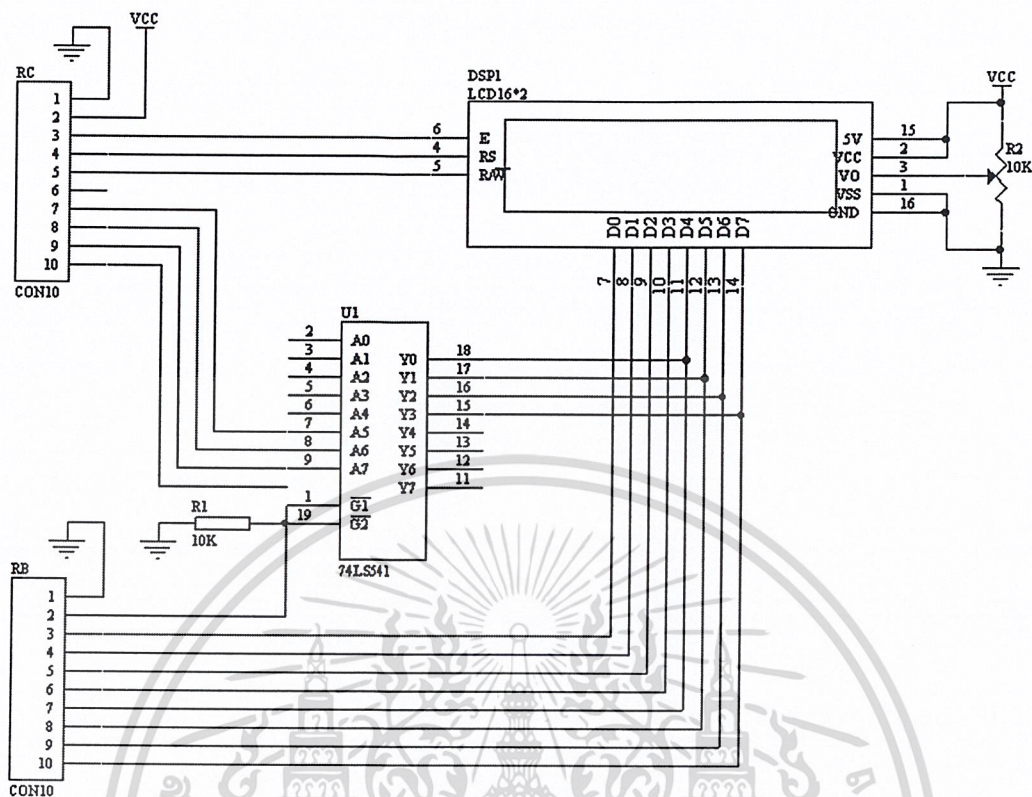 VCC
RC
1
2
3
4
5
6
7
8
9
10
CON10
DSP1
LCD16*2
6 E
4 RS
5 R/W
5V 15
VCC 2
VO 3
VSS 1
GND 16
VCC
R2
10K
D0 D1 D2 D3 D4 D5 D6 D7
7 8 9 10 11 12 13 14
U1
2 A0
3 A1
4 A2
5 A3
6 A4
7 A5
8 A6
9 A7
1 G1
19 G2
Y0 18
Y1 17
Y2 16
Y3 15
Y4 14
Y5 13
Y6 12
Y7 11
74LS541
R1
10K
RB
1
2
3
4
5
6
7
8
9
10
CON10